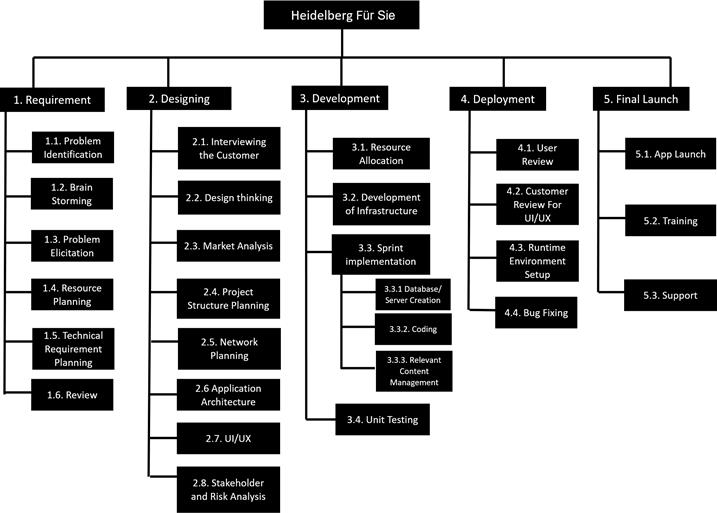 Heidelberg Für Sie
1. Requirement
1.1. Problem
Identification
1.2. Brain
Storming
1.3. Problem
Elicitation
1.4. Resource
Planning
1.5. Technical
Requirement
Planning
1.6. Review
2. Designing
2.1. Interviewing
the Customer
2.2. Design thinking
2.3. Market Analysis
2.4. Project
Structure Planning
2.5. Network
Planning
2.6 Application
Architecture
2.7. UI/UX
2.8. Stakeholder
and Risk Analysis
3. Development
3.1. Resource
Allocation
3.2. Development
of Infrastructure
3.3. Sprint
implementation
3.3.1 Database/
Server Creation
3.3.2. Coding
3.3.3. Relevant
Content
Management
3.4. Unit Testing
4. Deployment
4.1. User
Review
4.2. Customer
Review For
UI/UX
4.3. Runtime
Environment
Setup
4.4. Bug Fixing
5. Final Launch
5.1. App Launch
5.2. Training
5.3. Support